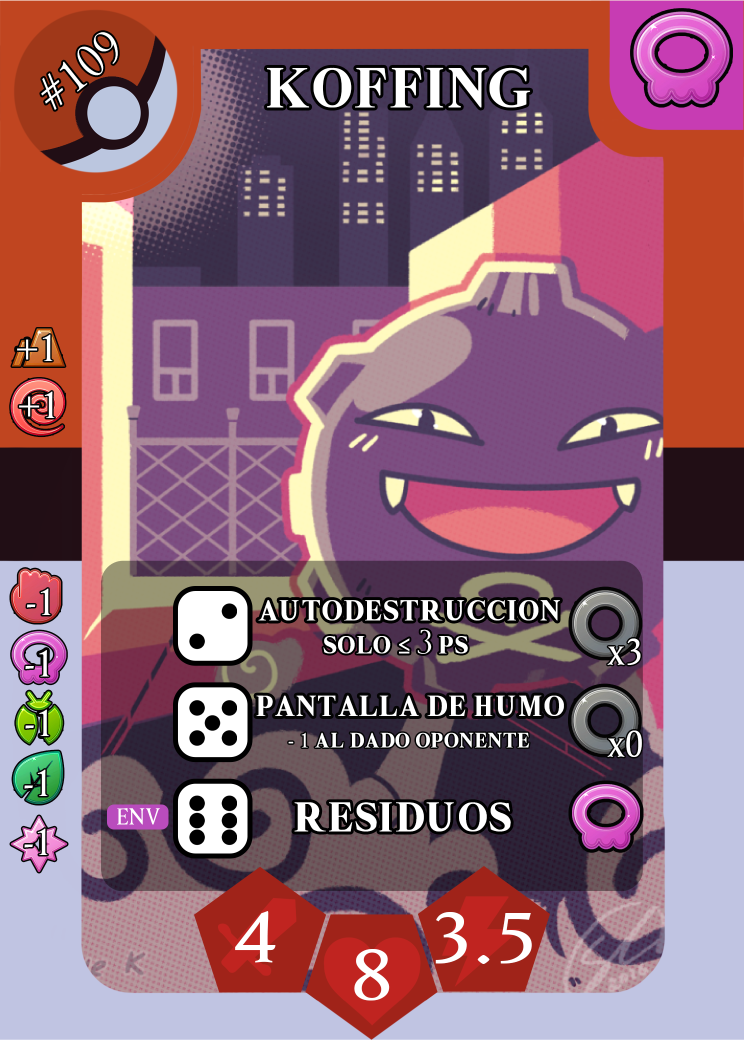 #109
KOFFING
+1
+1
-1
-1
-1
-1
-1
AUTODESTRUCCION
SOLO ≤ 3 PS
x3
PANTALLA DE HUMO
- 1 AL DADO OPONENTE
x0
ENV
RESIDUOS
4
8
3.5